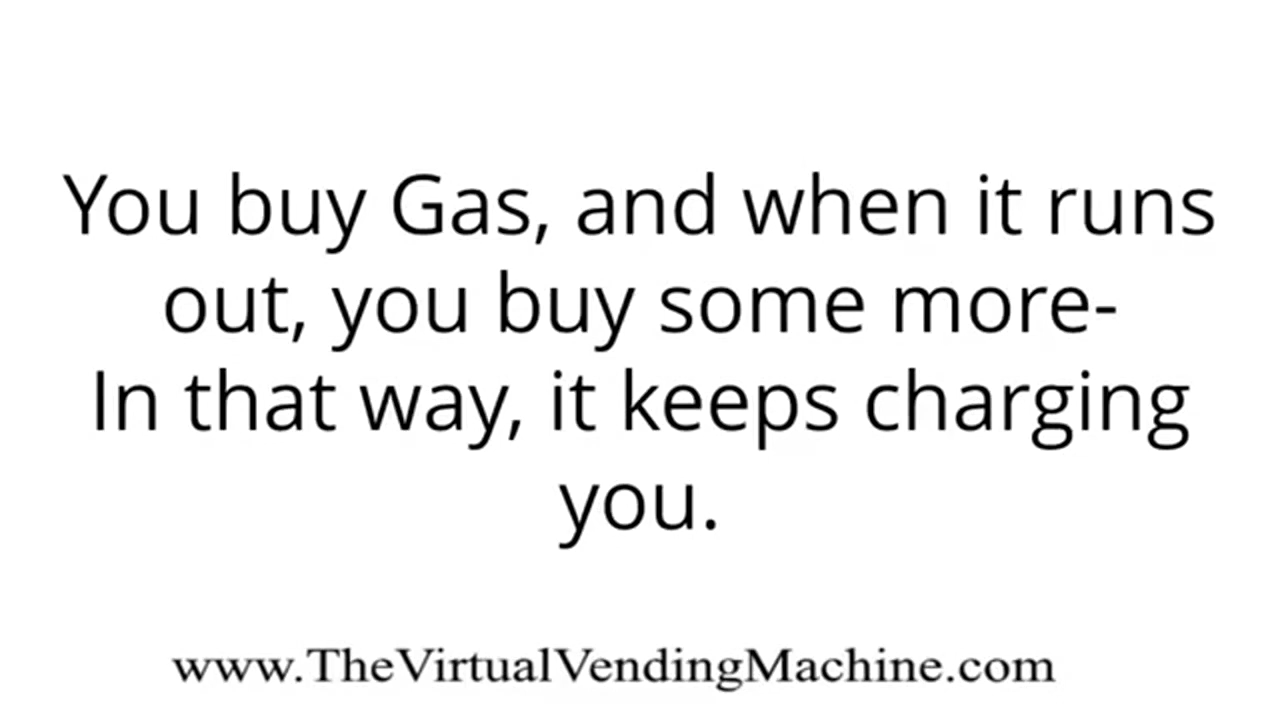 You buy Gas, and when it runs
out, you buy some more-
In that way, it keeps charging
you.
www.TheVirtualVendingMachine.com